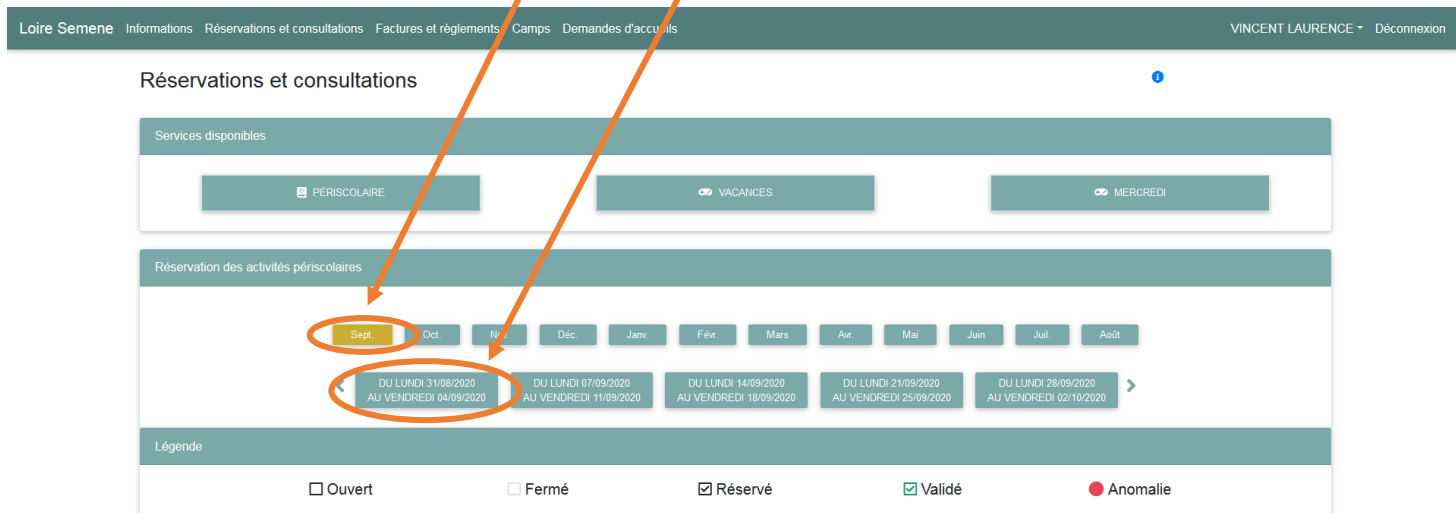 Loire Semene Informations Réservations et consultations Factures et règlements Camps Demandes d'accueils VINCENT LAURENCE Déconnexion
Réservations et consultations
Services disponibles
PÉRISCOLAIRE VACANCES MERCREDI
Réservation des activités périscolaires
Sept. Oct. Nov. Déc. Janv. Févr. Mars Avr. Mai Juin Juil. Août
DU LUNDI 31/08/2020 DU LUNDI 07/09/2020 DU LUNDI 14/09/2020 DU LUNDI 21/09/2020 DU LUNDI 28/09/2020
AU VENDREDI 04/09/2020 AU VENDREDI 11/09/2020 AU VENDREDI 18/09/2020 AU VENDREDI 25/09/2020 AU VENDREDI 02/10/2020
Légende
Ouvert Fermé Réservé Validé Anomalie